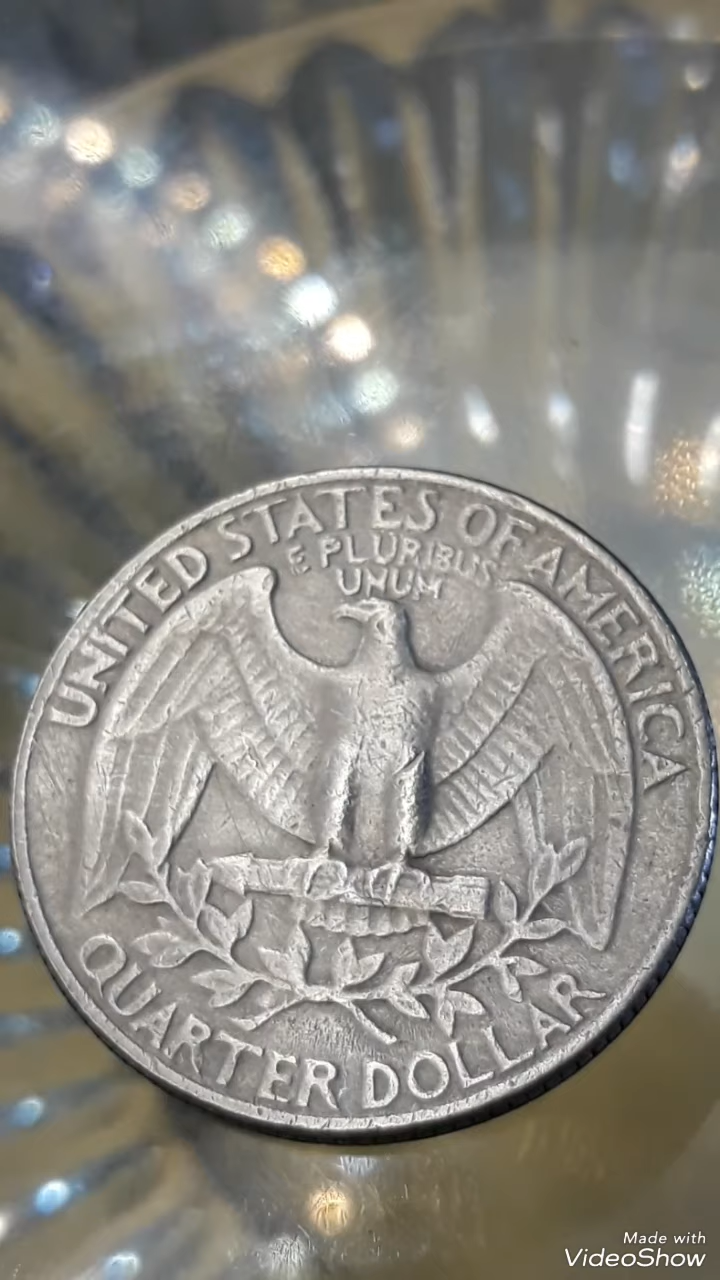 UNITED STATES OF AMERICA
E PLURIBUS
UNUM
QUARTER DOLLAR
Made with
VideoShow